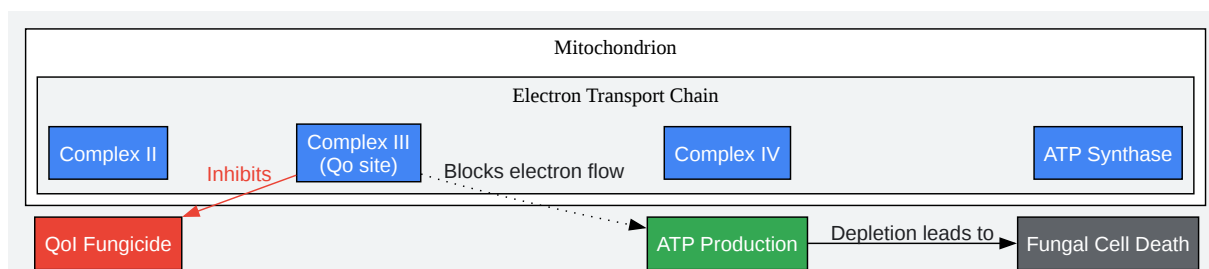 Mitochondrion
Electron Transport Chain
Complex II
Complex III
(Qo site)
Complex IV
ATP Synthase
Inhibits
Blocks electron flow
QoI Fungicide
ATP Production
Depletion leads to
Fungal Cell Death